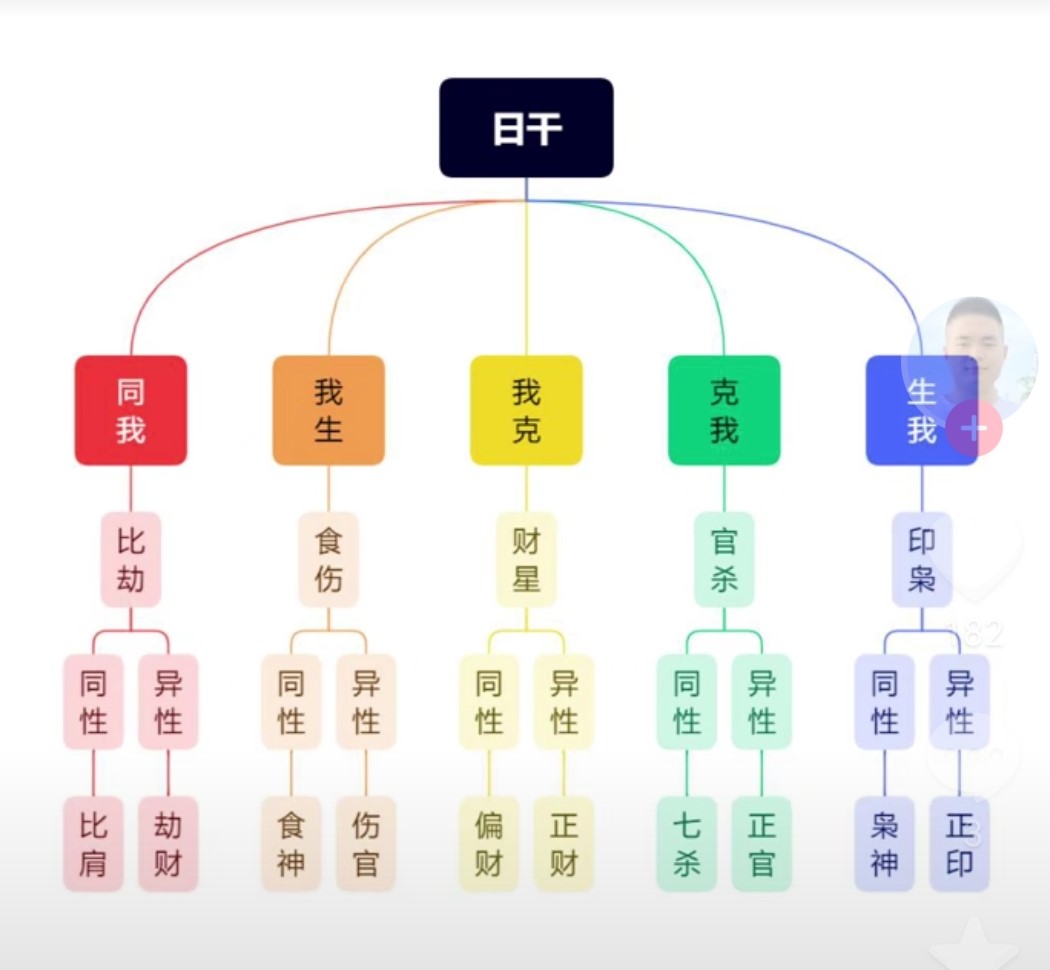 日干
同我
我生
我克
克我
生我
比劫
食伤
财星
官杀
印枭
同性
异性
同性
异性
同性
异性
同性
异性
同性
异性
比肩
劫财
食神
伤官
偏财
正财
七杀
正官
枭神
正印
182
3